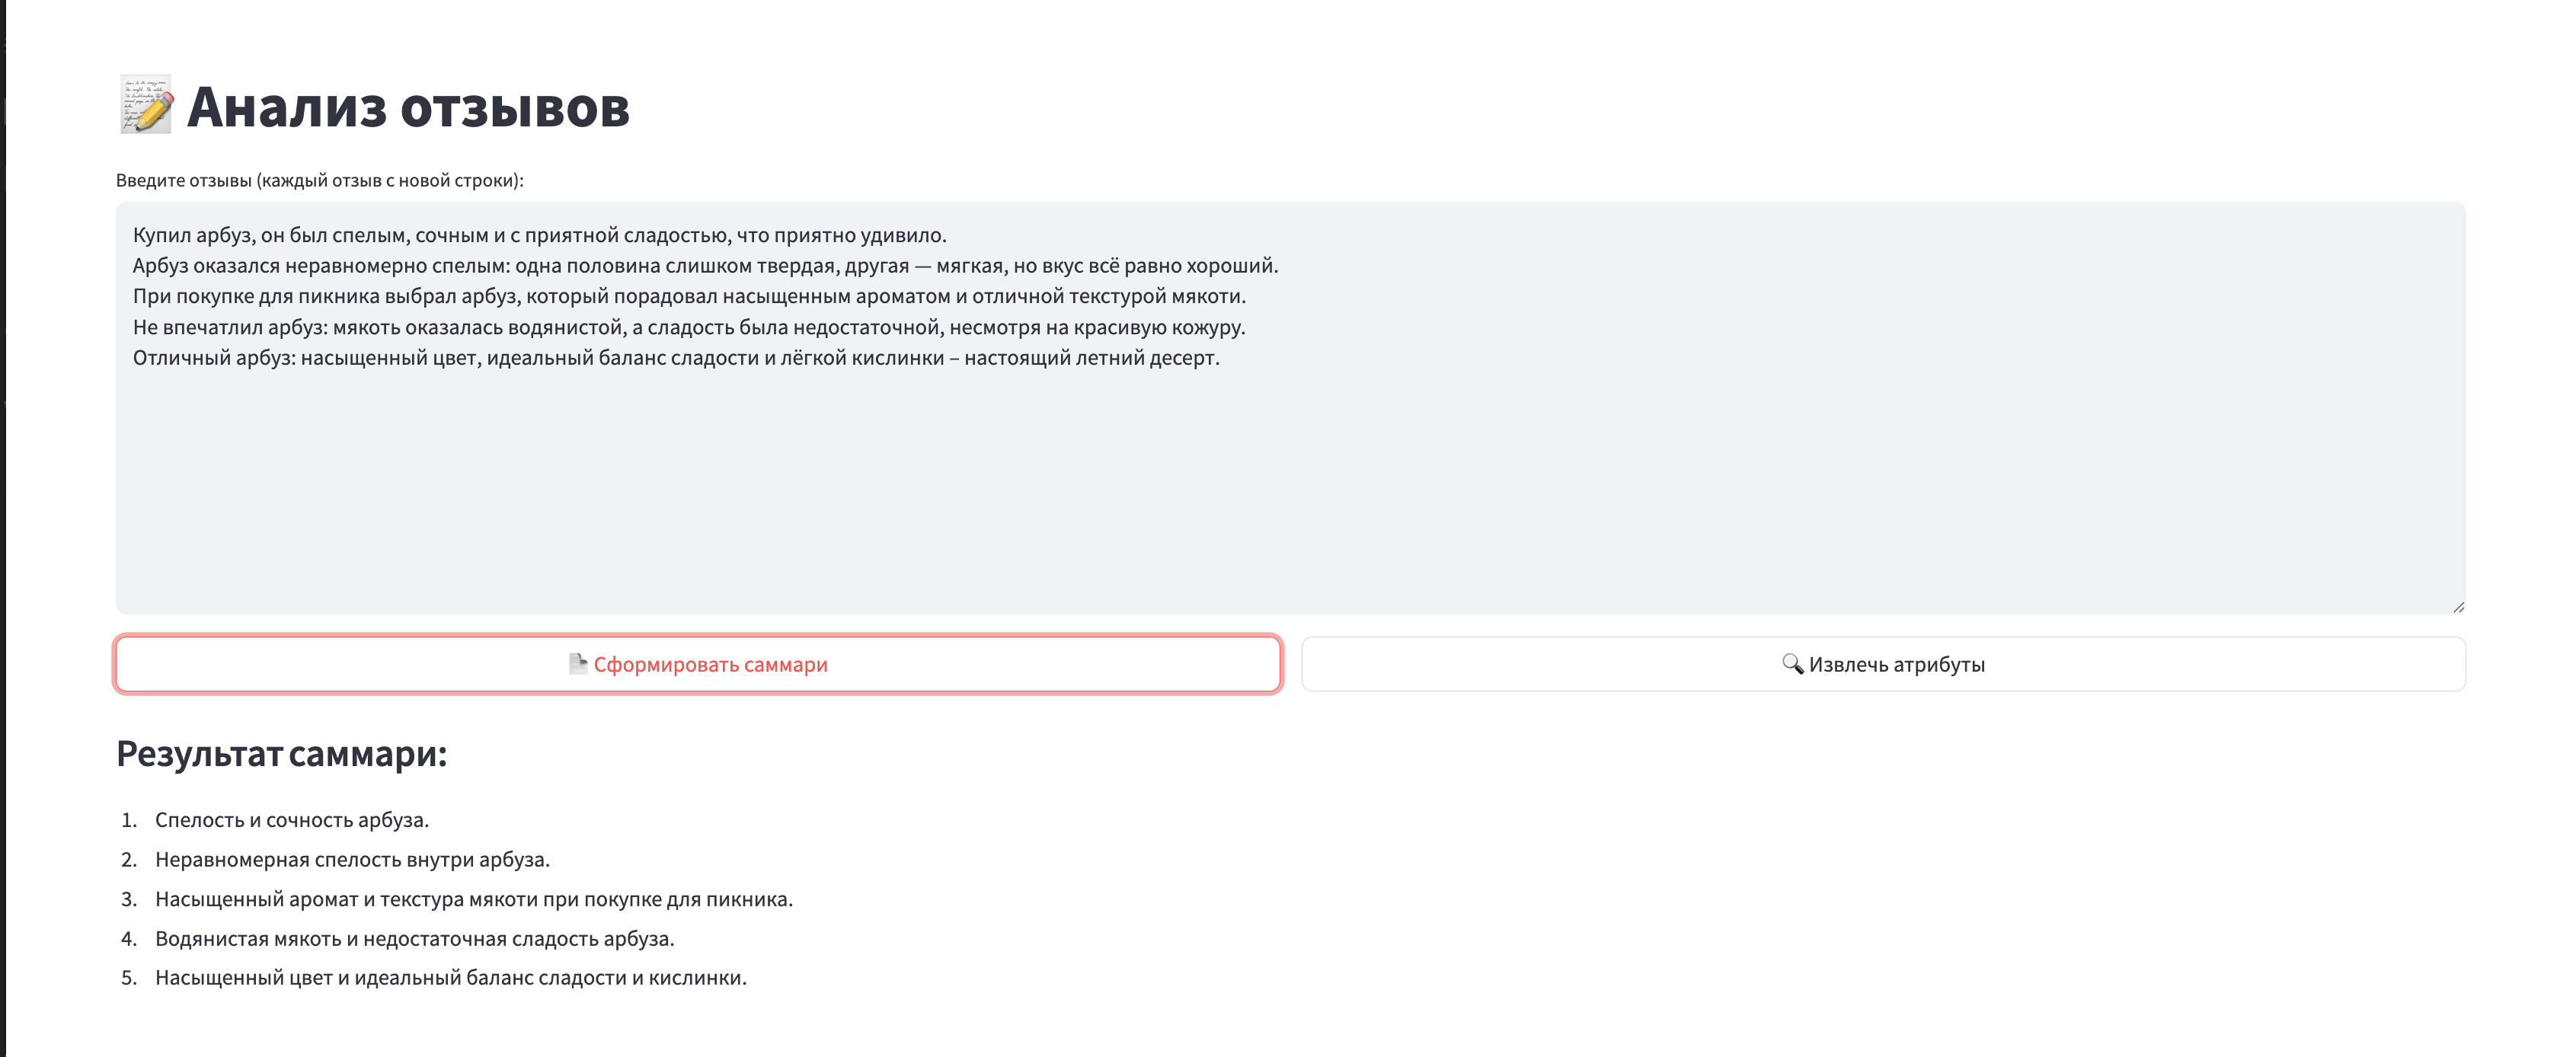 Анализ отзывов
Введите отзывы (каждый отзыв с новой строки):
Купил арбуз, он был спелым, сочным и с приятной сладостью, что приятно удивило.
Арбуз оказался неравномерно спелым: одна половина слишком твердая, другая — мягкая, но вкус всё равно хороший.
При покупке для пикника выбрал арбуз, который порадовал насыщенным ароматом и отличной текстурой мякоти.
Не впечатлил арбуз: мякоть оказалась водянистой, а сладость была недостаточной, несмотря на красивую кожуру.
Отличный арбуз: насыщенный цвет, идеальный баланс сладости и лёгкой кислинки – настоящий летний десерт.
Сформировать саммари
Извлечь атрибуты
Результат саммари:
1. Спелость и сочность арбуза.
2. Неравномерная спелость внутри арбуза.
3. Насыщенный аромат и текстура мякоти при покупке для пикника.
4. Водянистая мякоть и недостаточная сладость арбуза.
5. Насыщенный цвет и идеальный баланс сладости и кислинки.